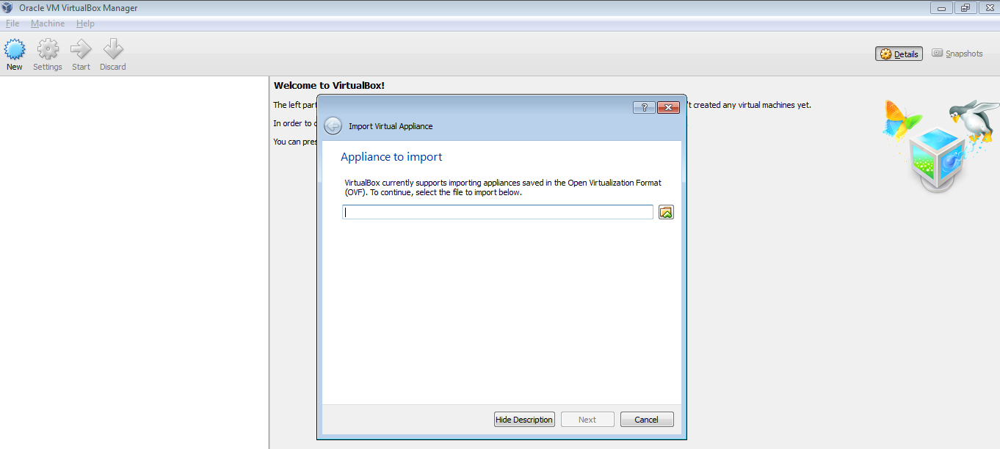 Oracle VM VirtualBox Manager
File Machine Help
New Settings Start Discard
Details Snapshots
Welcome to VirtualBox!
The left part
't created any virtual machines yet.
In order to c
You can pres
?
Import Virtual Appliance
Appliance to import
VirtualBox currently supports importing appliances saved in the Open Virtualization Format
(OVF). To continue, select the file to import below.
Hide Description Next Cancel